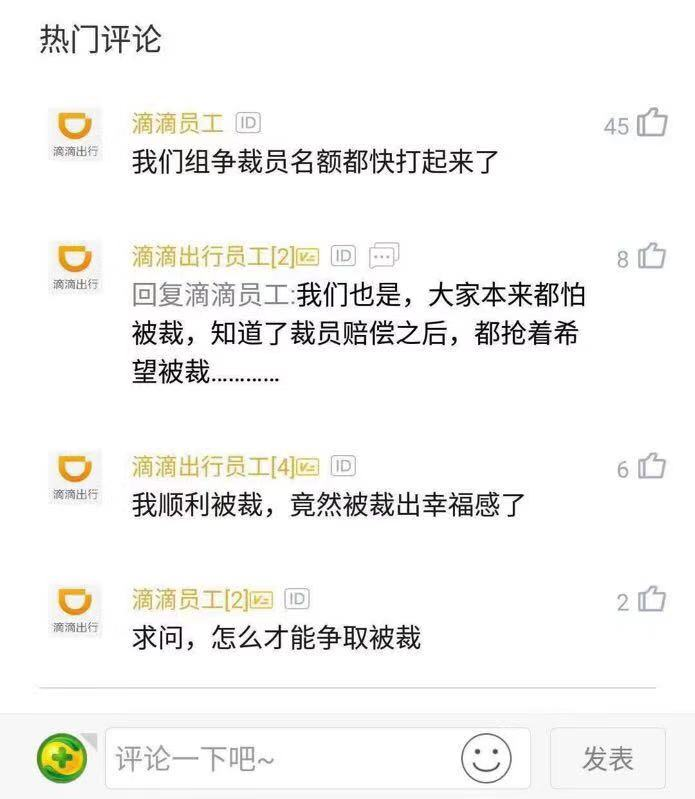 热门评论
滴滴出行
滴滴员工 ID
45
我们组争裁员名额都快打起来了
滴滴出行
滴滴出行员工[2] V ID
8
回复滴滴员工:我们也是，大家本来都怕
被裁，知道了裁员赔偿之后，都抢着希
望被裁…………
滴滴出行
滴滴出行员工[4] V ID
6
我顺利被裁，竟然被裁出幸福感了
滴滴出行
滴滴员工[2] V ID
2
求问，怎么才能争取被裁
评论一下吧~
发表